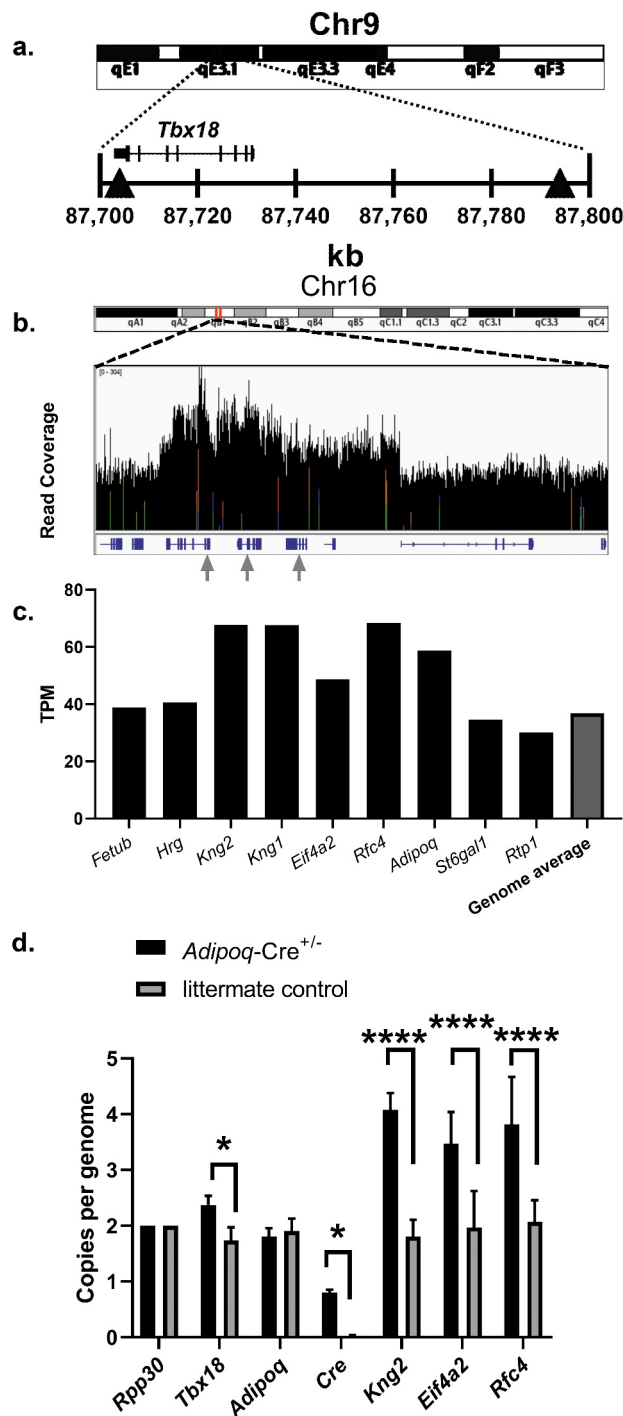 a.
Chr9
qE1 qE3.1 qE3.3 qE4 qF2 qF3
Tbx18
87,700 87,720 87,740 87,760 87,780 87,800
kb
Chr16
b.
qA1 qA2 qB1 qB2 qB3 qB4 qB5 qC1.1 qC1.3 qC2 qC3.1 qC3.3 qC4
[0 - 304]
Read Coverage
c.
80
60
40
20
0
TPM
Fetub Hrg Kng2 Kng1 Eif4a2 Rfc4 Adipoq St6gal1 Rtp1 Genome average
d.
Adipoq-Cre+/-
littermate control
**** **** ****
* *
5
4
3
2
1
0
Copies per genome
Rpp30 Tbx18 Adipoq Cre Kng2 Eif4a2 Rfc4